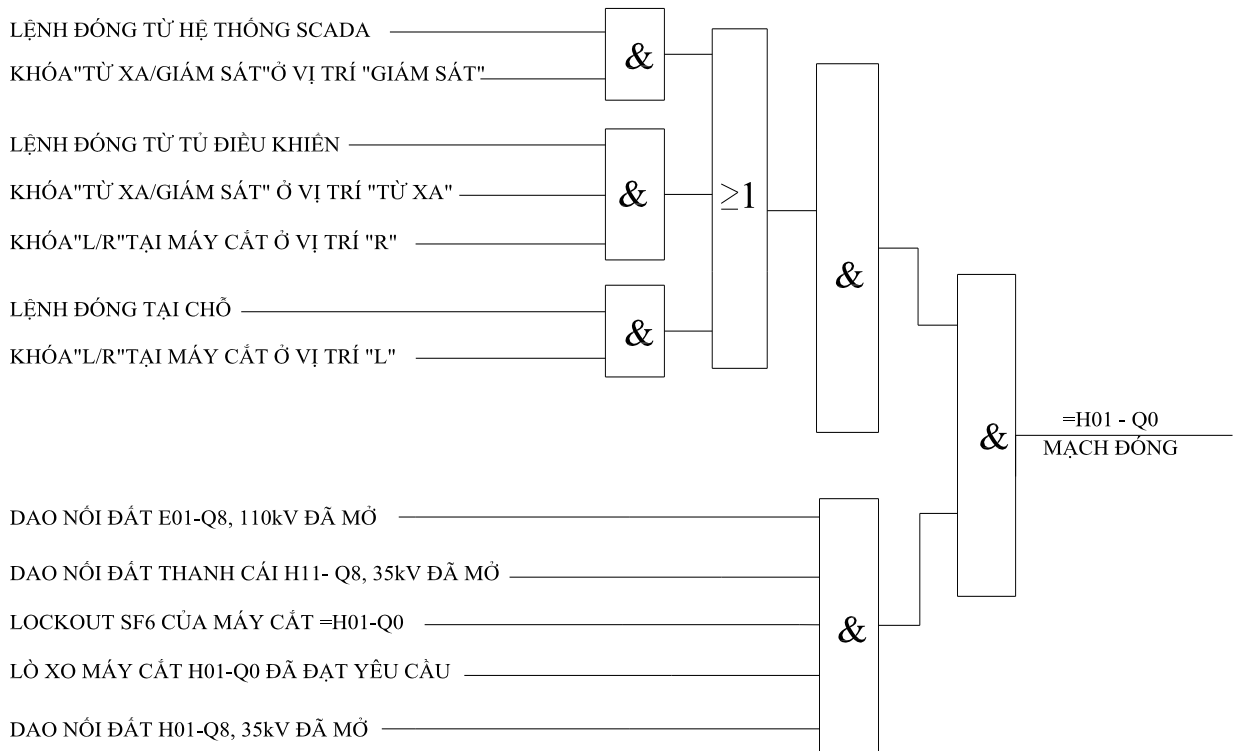 LỆNH ĐÓNG TỪ HỆ THỐNG SCADA
KHÓA"TỪ XA/GIÁM SÁT"Ở VỊ TRÍ "GIÁM SÁT"
&
LỆNH ĐÓNG TỪ TỦ ĐIỀU KHIỂN
KHÓA"TỪ XA/GIÁM SÁT" Ở VỊ TRÍ "TỪ XA"
KHÓA"L/R"TẠI MÁY CẮT Ở VỊ TRÍ "R"
&
LỆNH ĐÓNG TẠI CHỖ
KHÓA"L/R"TẠI MÁY CẮT Ở VỊ TRÍ "L"
&
≥1
&
&
=H01 - Q0
MẠCH ĐÓNG
DAO NỐI ĐẤT E01-Q8, 110kV ĐÃ MỞ
DAO NỐI ĐẤT THANH CÁI H11- Q8, 35kV ĐÃ MỞ
LOCKOUT SF6 CỦA MÁY CẮT =H01-Q0
LÒ XO MÁY CẮT H01-Q0 ĐÃ ĐẠT YÊU CẦU
DAO NỐI ĐẤT H01-Q8, 35kV ĐÃ MỞ
&